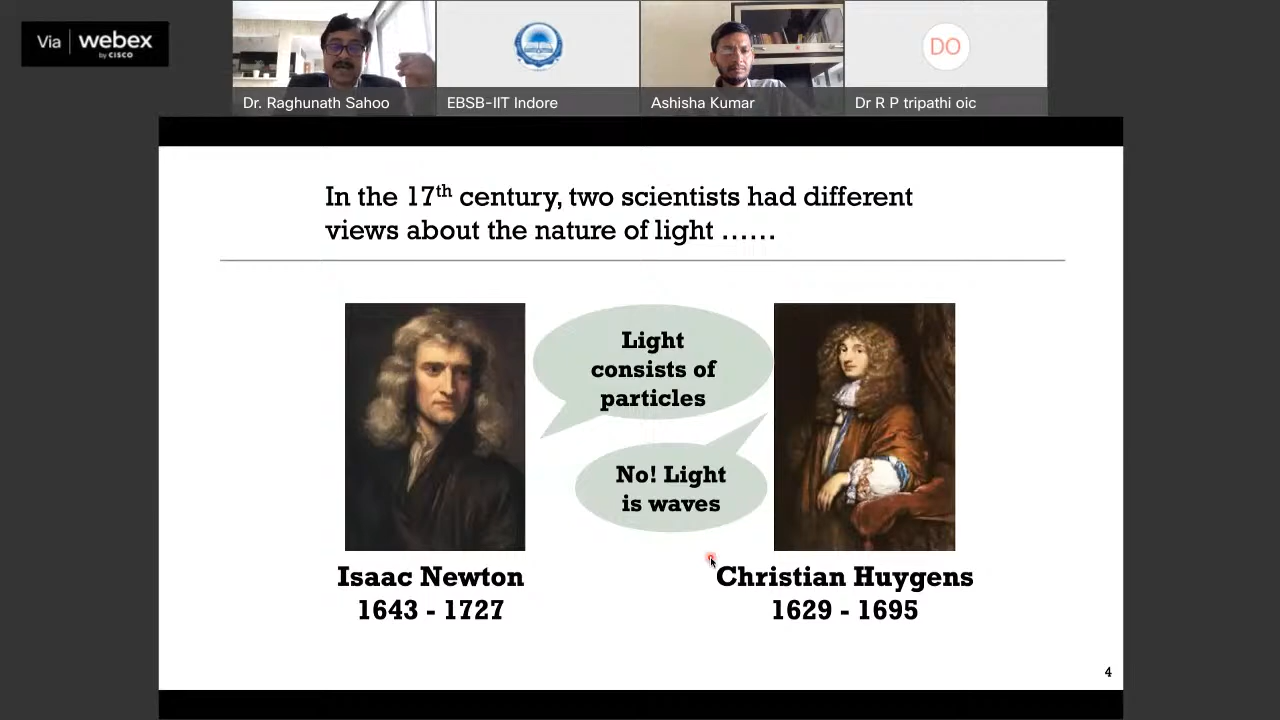 Via | webex
by CISCO
Dr. Raghunath Sahoo
EBSB-IIT Indore
Ashisha Kumar
DO
Dr R P tripathi oic
In the 17th century, two scientists had different
views about the nature of light ......
Light
consists of
particles
No! Light
is waves
Isaac Newton
1643 - 1727
Christian Huygens
1629 - 1695
4